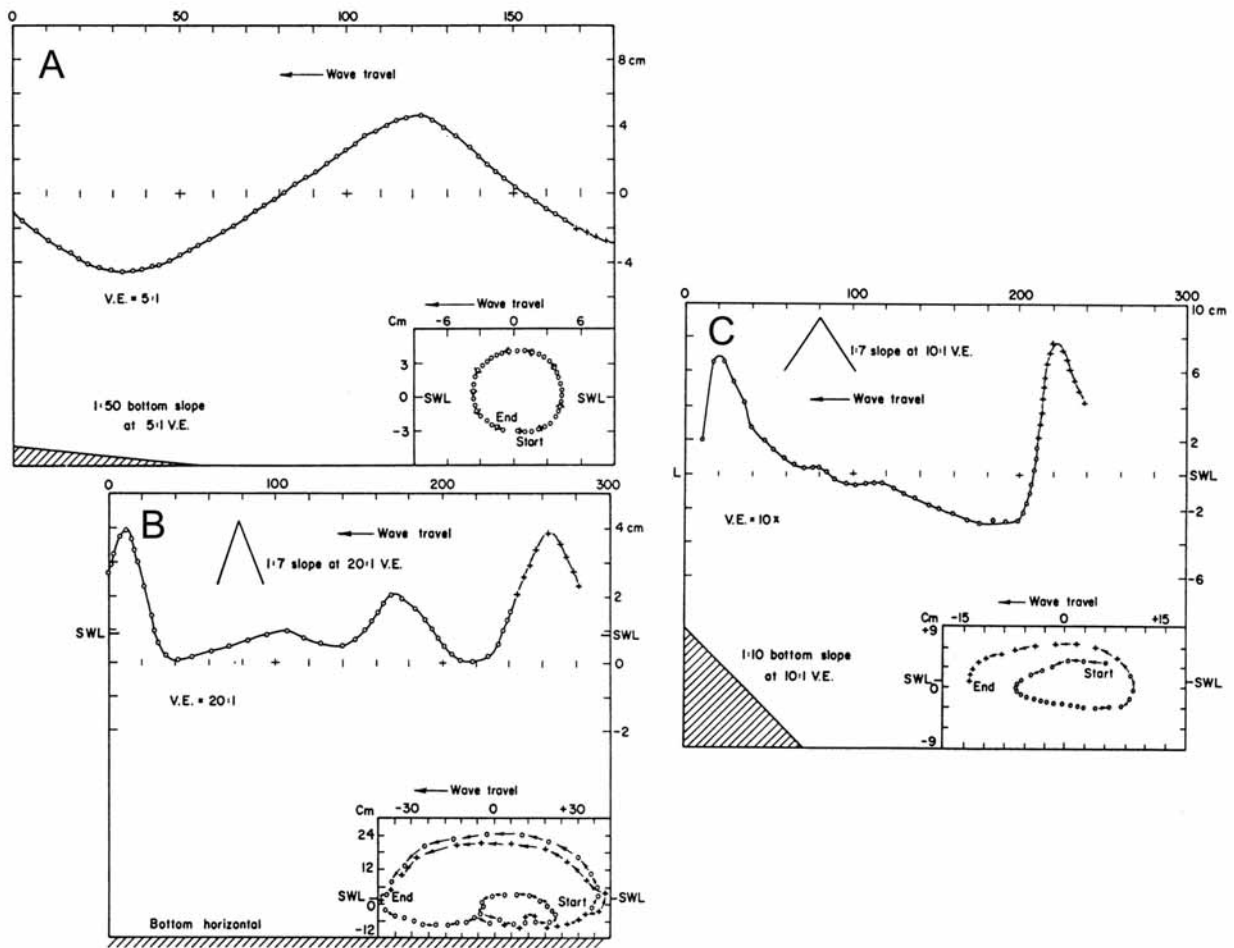 0 50 100 150
A
8 cm
Wave travel
4
0
-4
V.E. = 5:1
Wave travel
Cm -6 0 6
3
SWL 0 SWL
End
Start
-3
1:50 bottom slope
at 5:1 V.E.
0 100 200 300
B
4 cm
Wave travel
1:7 slope at 20:1 V.E.
2
SWL SWL
0
V.E. = 20:1
-2
Wave travel
Cm -30 0 +30
24
12
SWL End Start SWL
0
-12
Bottom horizontal
0 100 200 300
10 cm
C
1:7 slope at 10:1 V.E.
6
Wave travel
2
L SWL
-2
V.E. = 10x
-6
Wave travel
Cm -15 0 +15
+9
Start
SWL End SWL
0
-9
1:10 bottom slope
at 10:1 V.E.